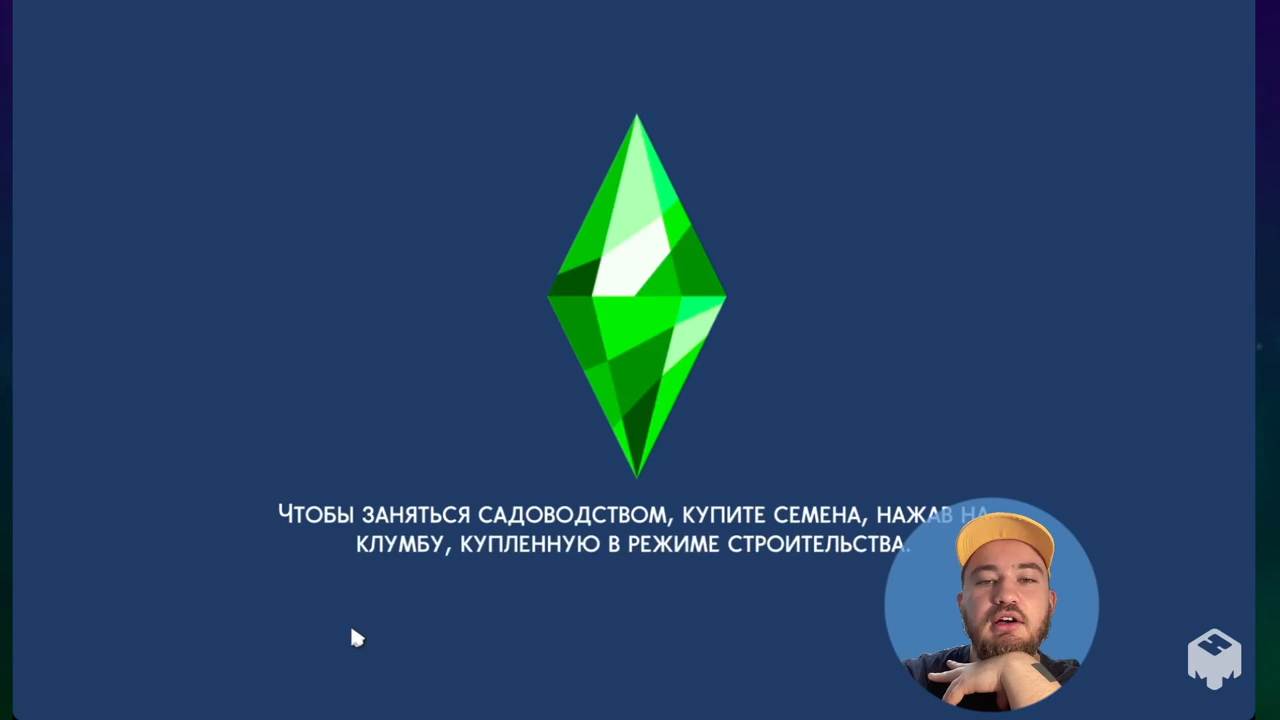 Чтобы заняться садоводством, купите семена, нажав на
клумбу, купленную в режиме строительства.